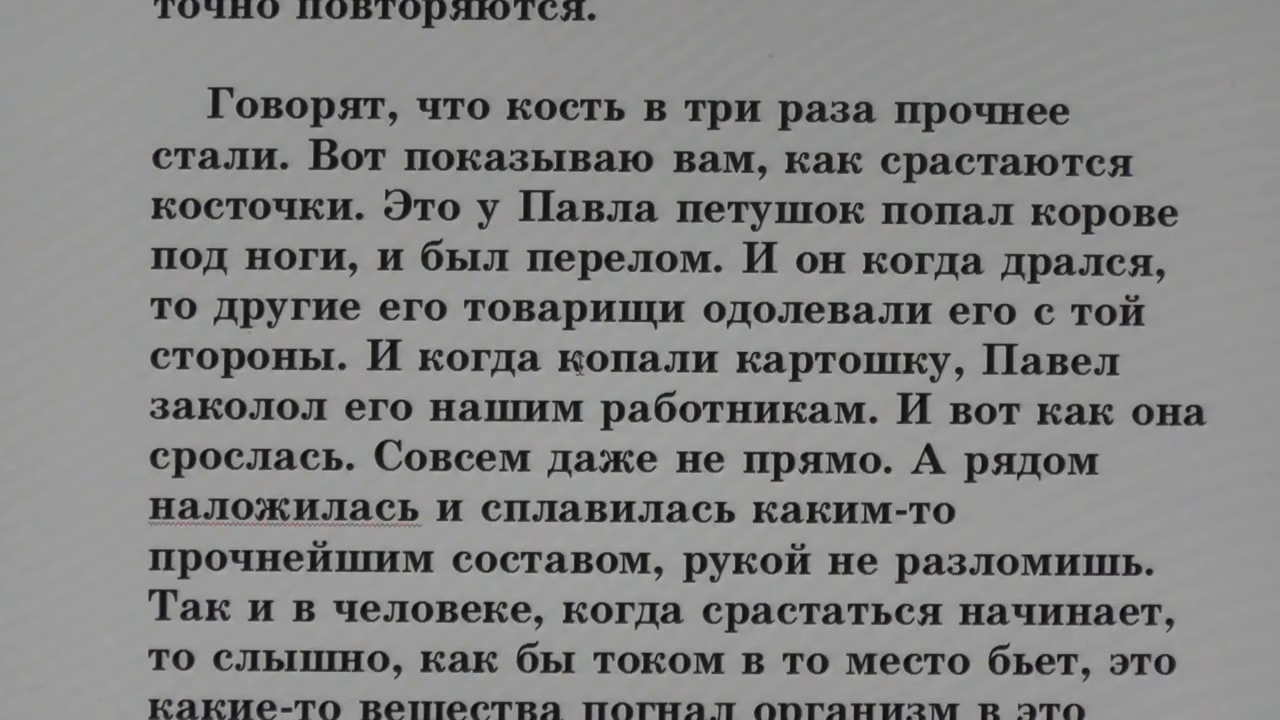 точно повторяются.
Говорят, что кость в три раза прочнее
стали. Вот показываю вам, как срастаются
косточки. Это у Павла петушок попал корове
под ноги, и был перелом. И он когда дрался,
то другие его товарищи одолевали его с той
стороны. И когда копали картошку, Павел
заколол его нашим работникам. И вот как она
срослась. Совсем даже не прямо. А рядом
наложилась и сплавилась каким-то
прочнейшим составом, рукой не разломишь.
Так и в человеке, когда срастаться начинает,
то слышно, как бы током в то место бьет, это
какие-то вещества погнал организм в это